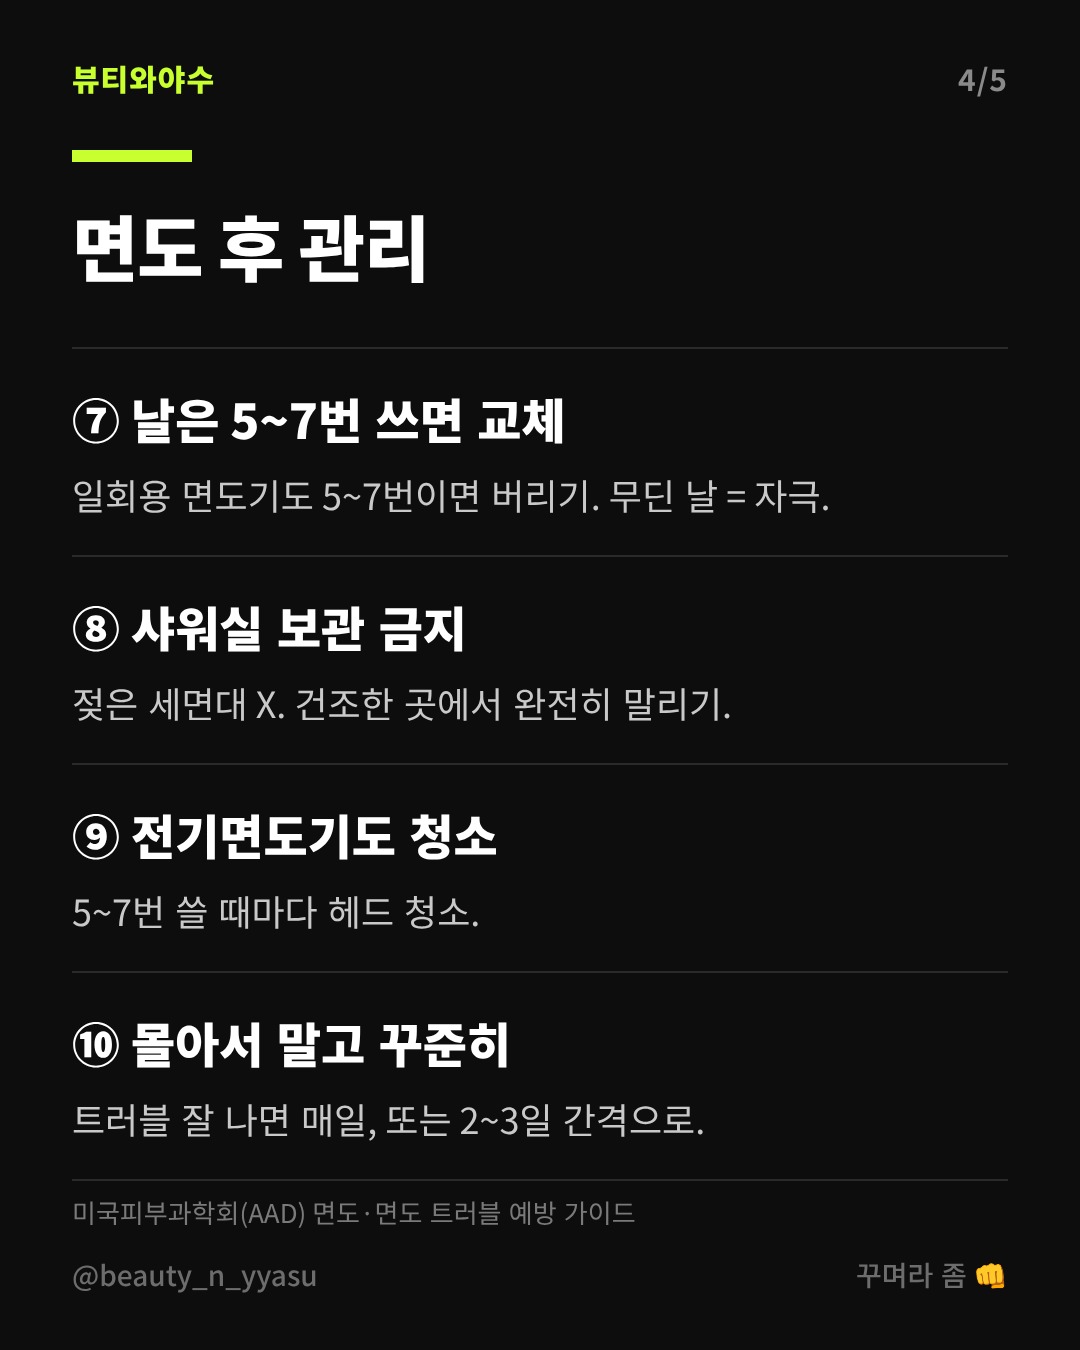 뷰티와야수
4/5
면도 후 관리
⑦ 날은 5~7번 쓰면 교체
일회용 면도기도 5~7번이면 버리기. 무딘 날 = 자극.
⑧ 샤워실 보관 금지
젖은 세면대 X. 건조한 곳에서 완전히 말리기.
⑨ 전기면도기도 청소
5~7번 쓸 때마다 헤드 청소.
⑩ 몰아서 말고 꾸준히
트러블 잘 나면 매일, 또는 2~3일 간격으로.
미국피부과학회(AAD) 면도·면도 트러블 예방 가이드
@beauty_n_yyasu
꾸며라 좀 👊